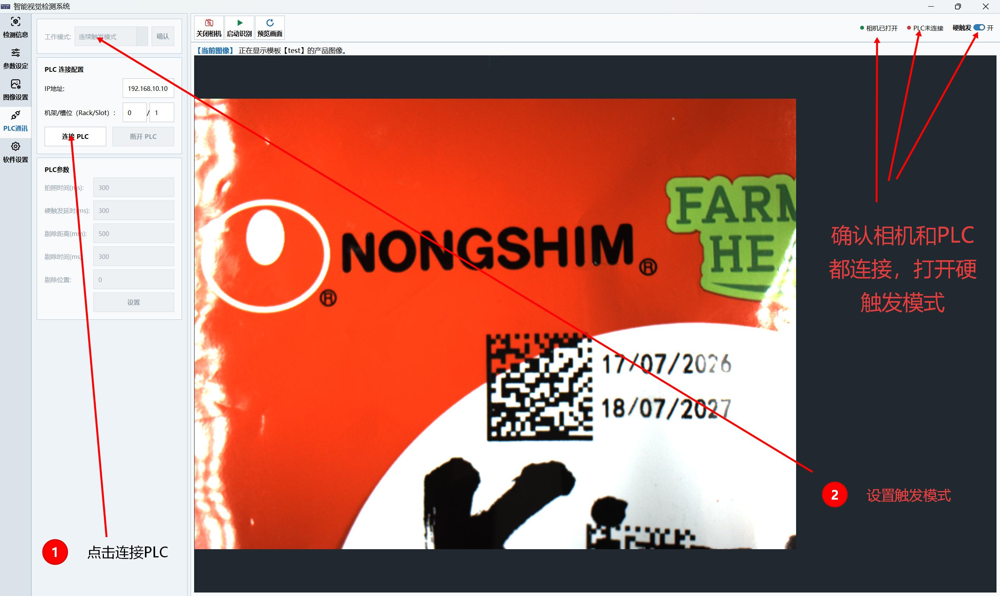 智能视觉检测系统
检测信息
参数设定
图像设置
PLC通讯
软件设置
工作模式: 连续触发模式 确认
PLC 连接配置
IP地址: 192.168.10.10
机架/槽位（Rack/Slot）: 0 / 1
连接 PLC 断开 PLC
PLC参数
拍照时间(ms): 300
硬触发延时(ms): 300
剔除距离(mm): 500
剔除时间(ms): 300
剔除位置: 0
设置
1 点击连接PLC
关闭相机 启动识别 预览画面
相机已打开 PLC未连接 硬触发 开
【当前图像】 正在显示模板【test】的产品图像。
NONGSHIM®
®
FARM
HE
17/07/2026
18/07/2027
确认相机和PLC
都连接，打开硬
触发模式
2 设置触发模式